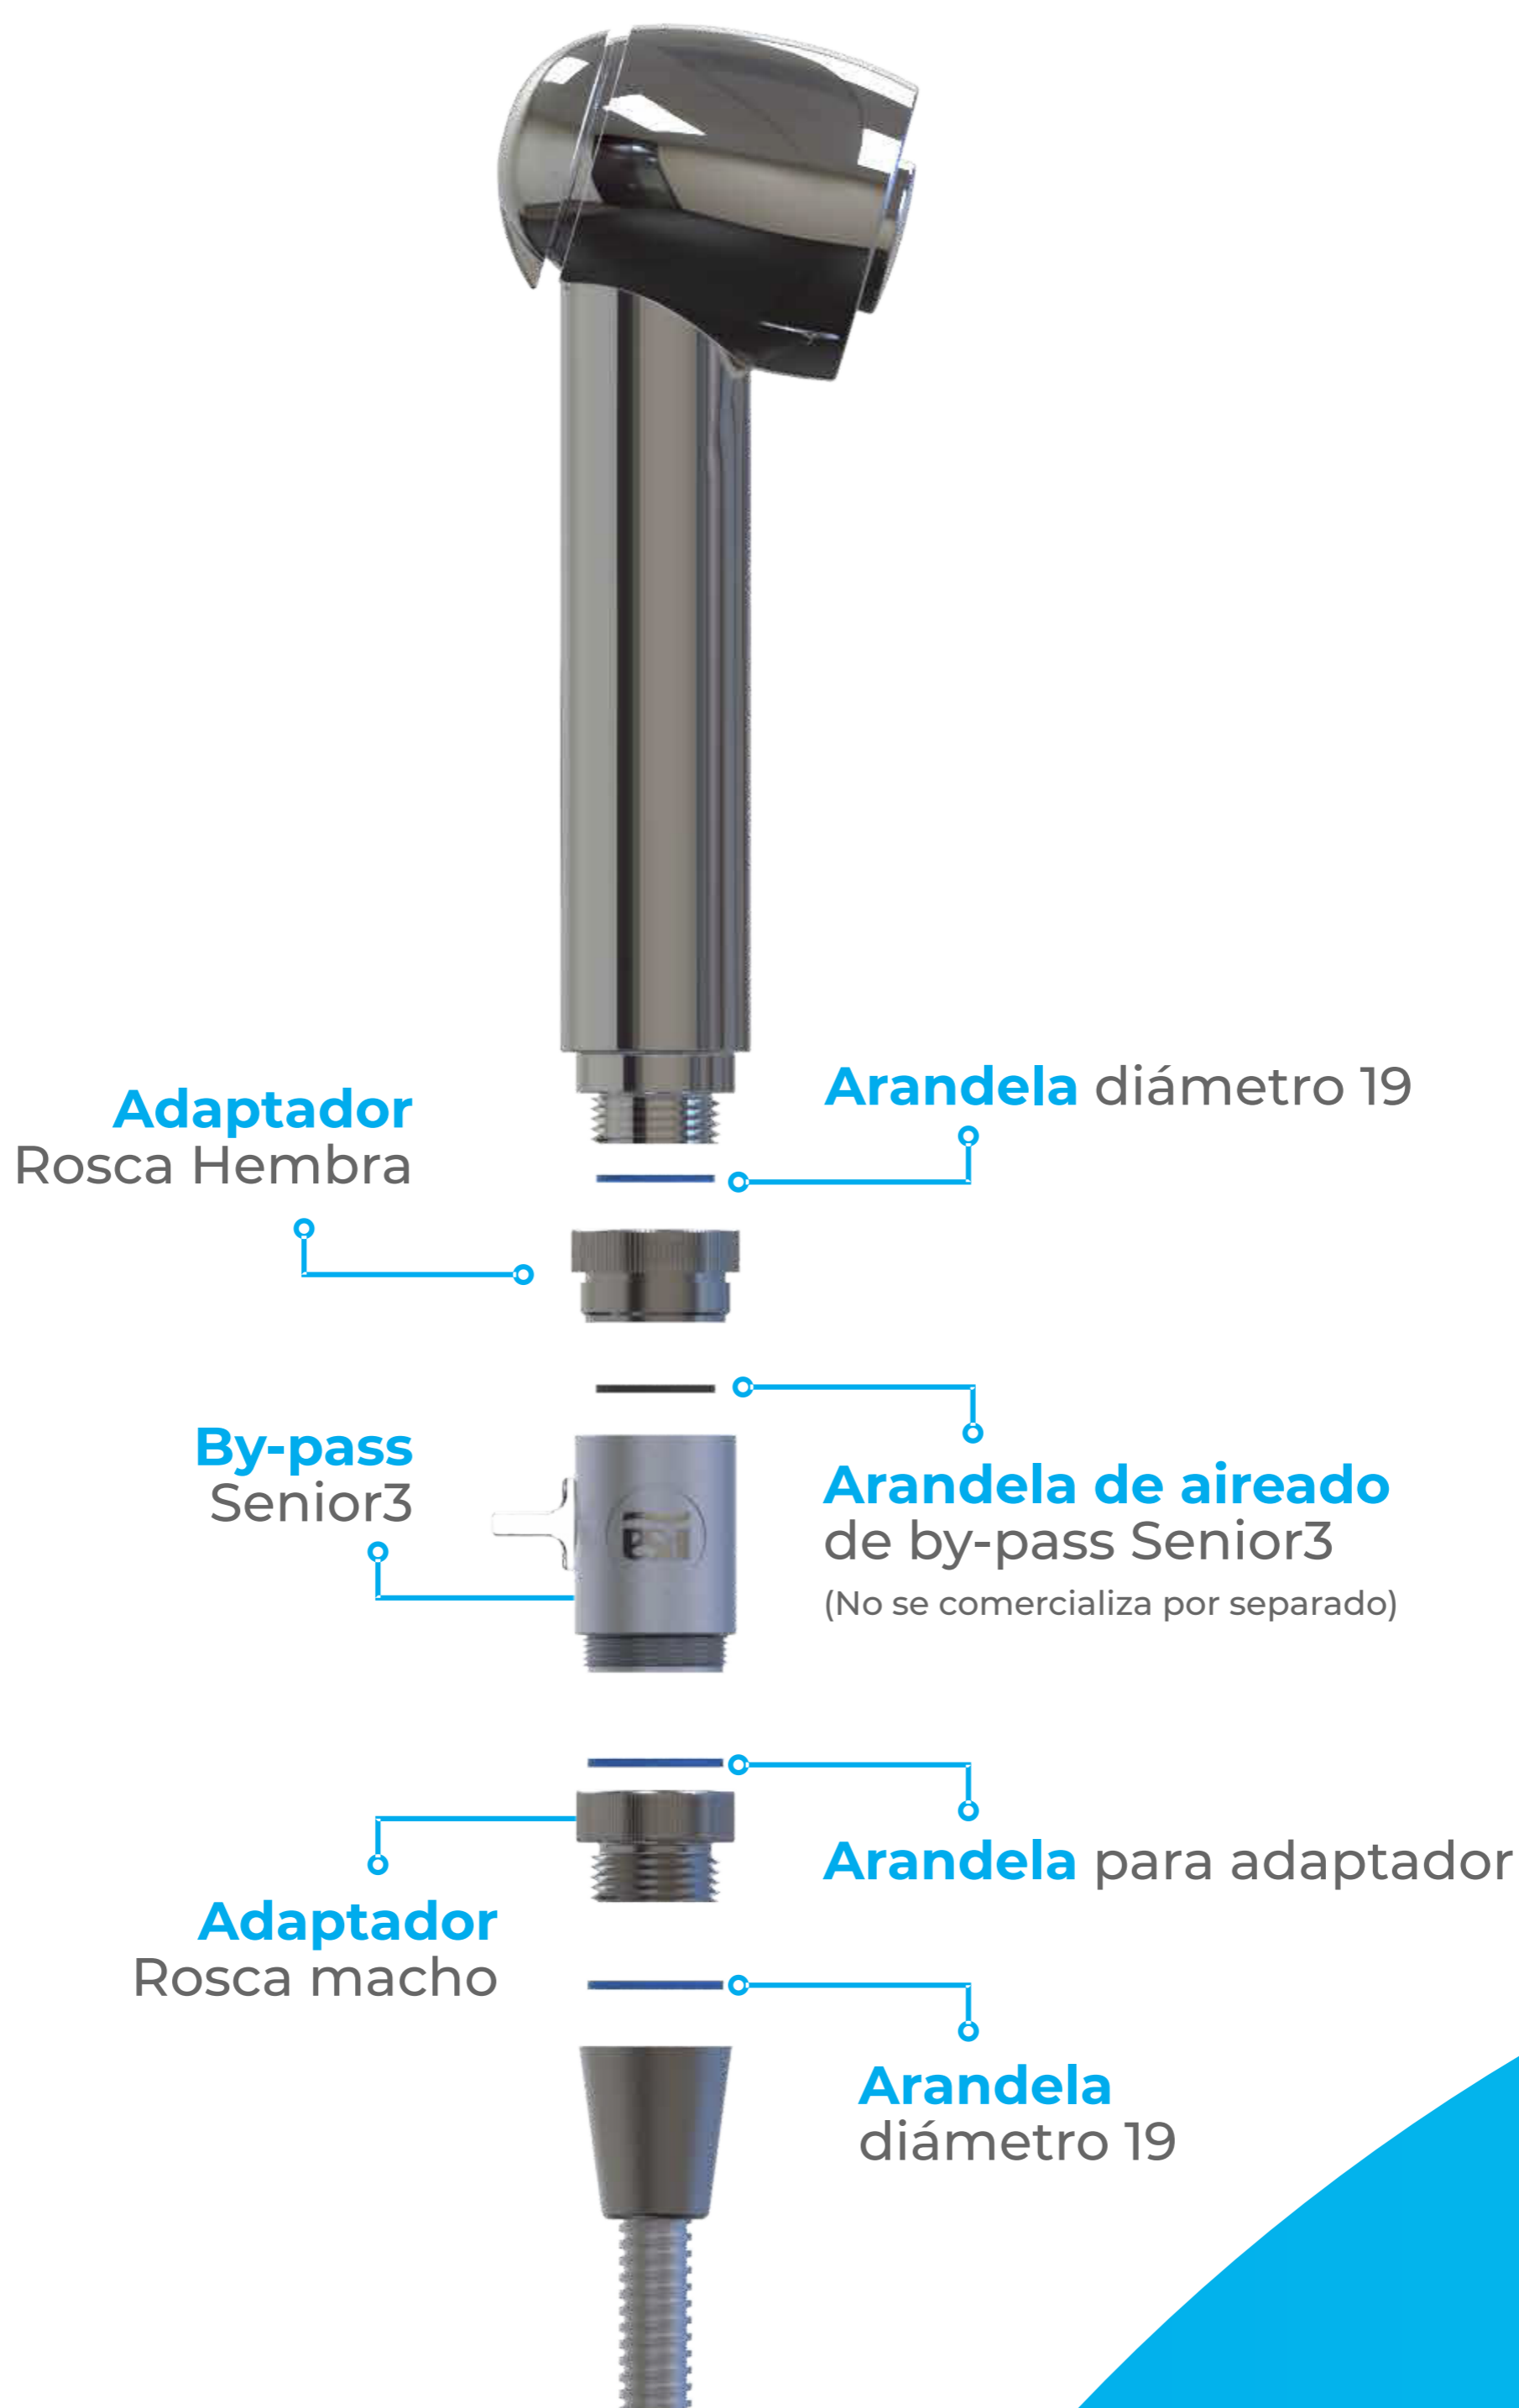 Arandela diámetro 19
Adaptador
Rosca Hembra
By-pass
Senior3
Arandela de aireado
de by-pass Senior3
(No se comercializa por separado)
Arandela para adaptador
Adaptador
Rosca macho
Arandela
diámetro 19